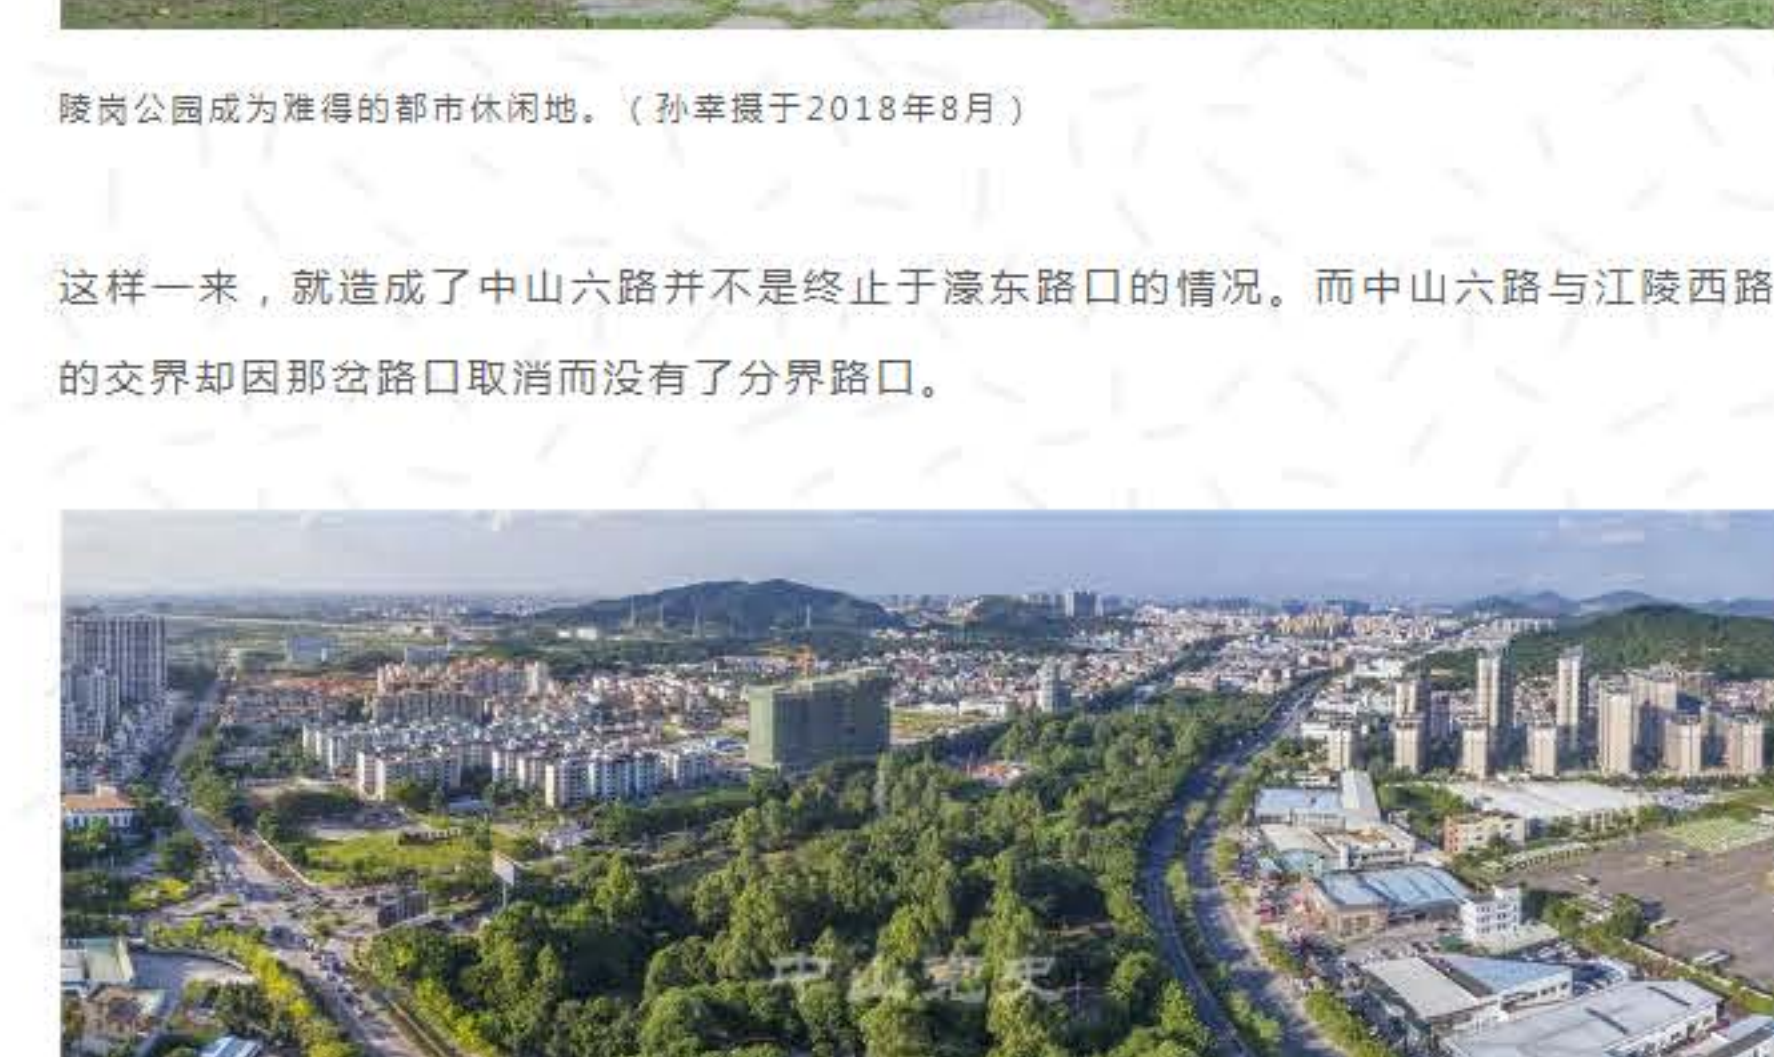 陵岗公园成为难得的都市休闲地。（孙幸摄于2018年8月）
这样一来，就造成了中山六路并不是终止于濠东路口的情况。而中山六路与江陵西路
的交界却因那岔路口取消而没有了分界路口。
中山党史